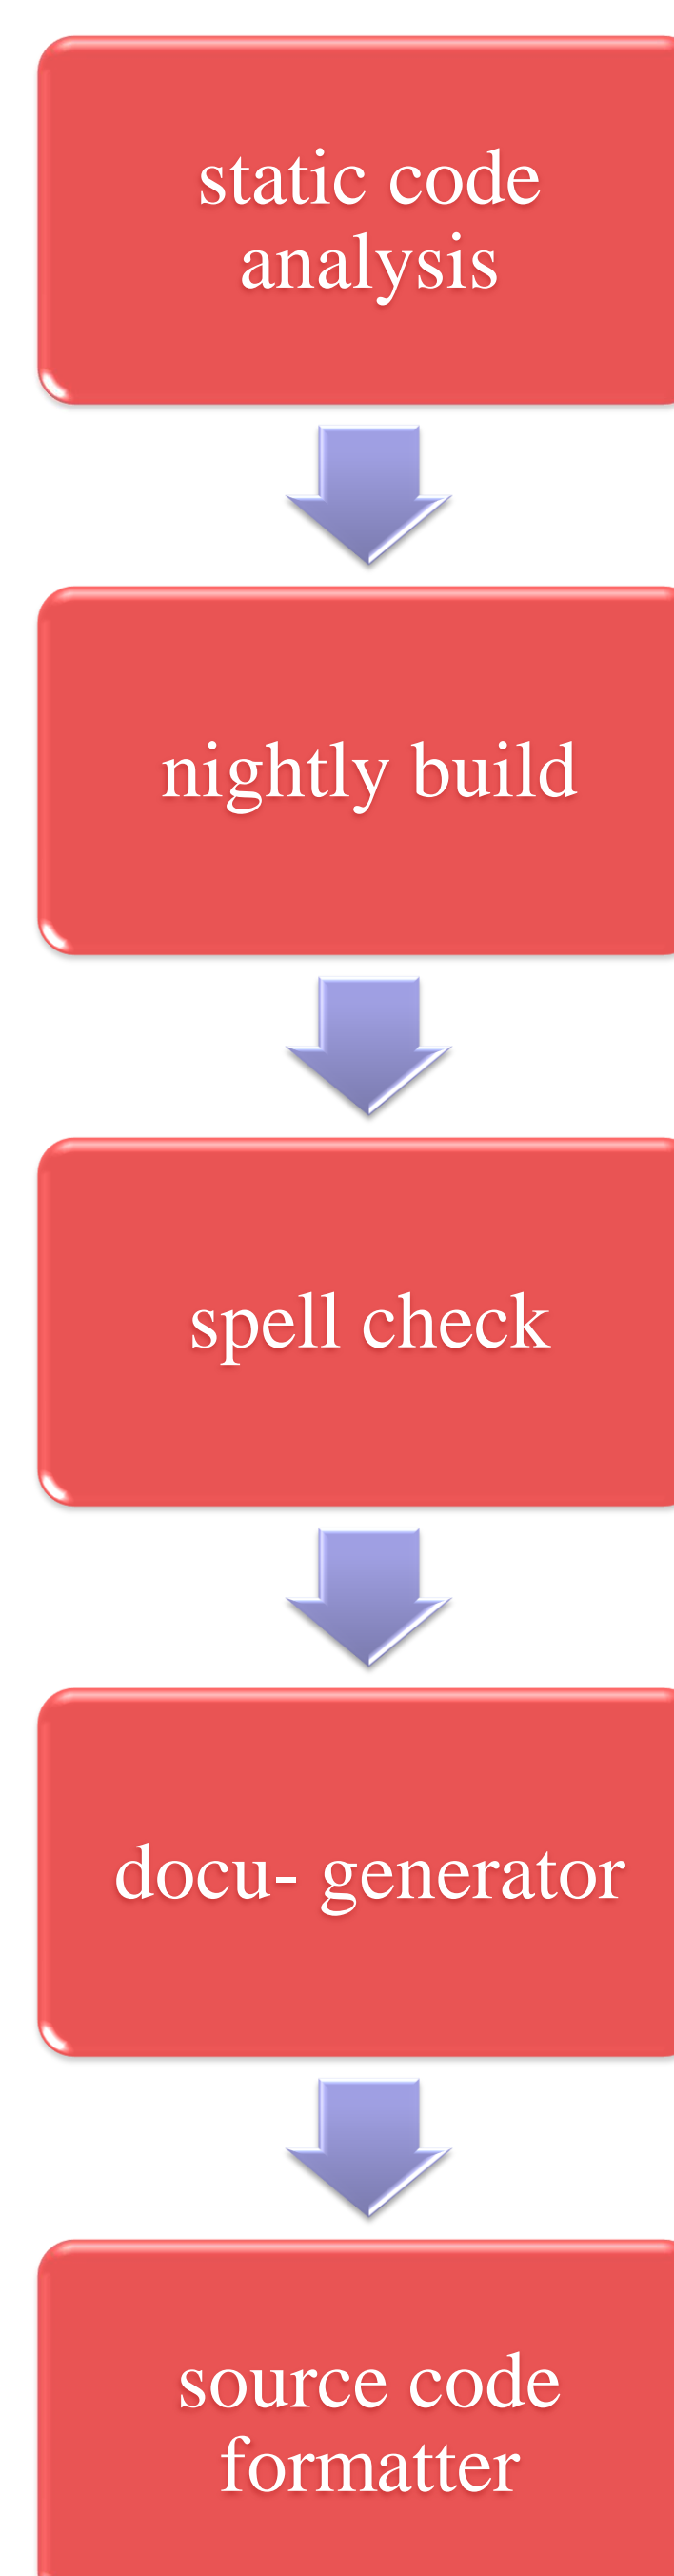 static code
analysis
nightly build
spell check
docu- generator
source code
formatter